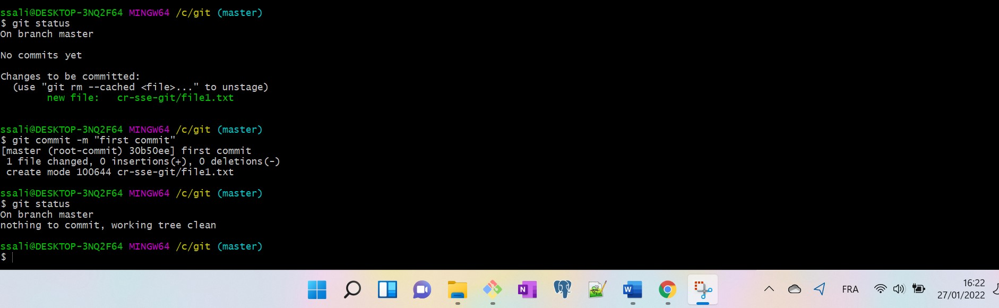 ssali@DESKTOP-3NQ2F64 MINGW64 /c/git (master)
$ git status
On branch master
No commits yet
Changes to be committed:
  (use "git rm --cached <file>..." to unstage)
        new file:   cr-sse-git/file1.txt
ssali@DESKTOP-3NQ2F64 MINGW64 /c/git (master)
$ git commit -m "first commit"
[master (root-commit) 30b50ee] first commit
 1 file changed, 0 insertions(+), 0 deletions(-)
 create mode 100644 cr-sse-git/file1.txt
ssali@DESKTOP-3NQ2F64 MINGW64 /c/git (master)
$ git status
On branch master
nothing to commit, working tree clean
ssali@DESKTOP-3NQ2F64 MINGW64 /c/git (master)
$
N
W
FRA
16:22
27/01/2022